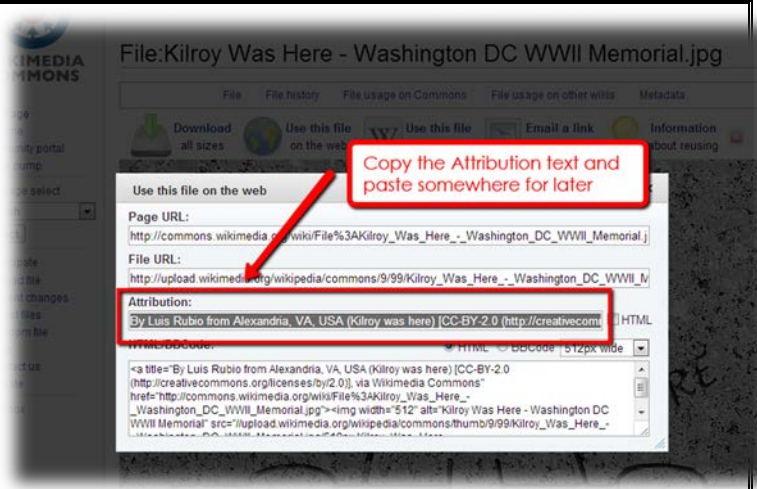 KIMEDIA
MMONS
File:Kilroy Was Here - Washington DC WWII Memorial.jpg
File File history File usage on Commons File usage on other wikis Metadata
Download all sizes
Use this file on the web
W Use this file
Email a link
Information about reusing
Copy the Attribution text and
paste somewhere for later
Use this file on the web
Page URL:
http://commons.wikimedia.org/wiki/File%3AKilroy_Was_Here_-_Washington_DC_WWII_Memorial.j
File URL:
http://upload.wikimedia.org/wikipedia/commons/9/99/Kilroy_Was_Here_-_Washington_DC_WWII_M
Attribution:
By Luis Rubio from Alexandria, VA, USA (Kilroy was here) [CC-BY-2.0 (http://creativecom
HTML
HTML/BBCode:
HTML BBCode 512px wide
<a title="By Luis Rubio from Alexandria, VA, USA (Kilroy was here) [CC-BY-2.0
(http://creativecommons.org/licenses/by/2.0)], via Wikimedia Commons"
href="http://commons.wikimedia.org/wiki/File%3AKilroy_Was_Here_-
_Washington_DC_WWII_Memorial.jpg"><img width="512" alt="Kilroy Was Here - Washington DC
WWII Memorial" src="//upload.wikimedia.org/wikipedia/commons/thumb/9/99/Kilroy_Was_Here_-
_Washington_DC_WWII_Memorial.jpg/512px-Kilroy_Was_Here_-